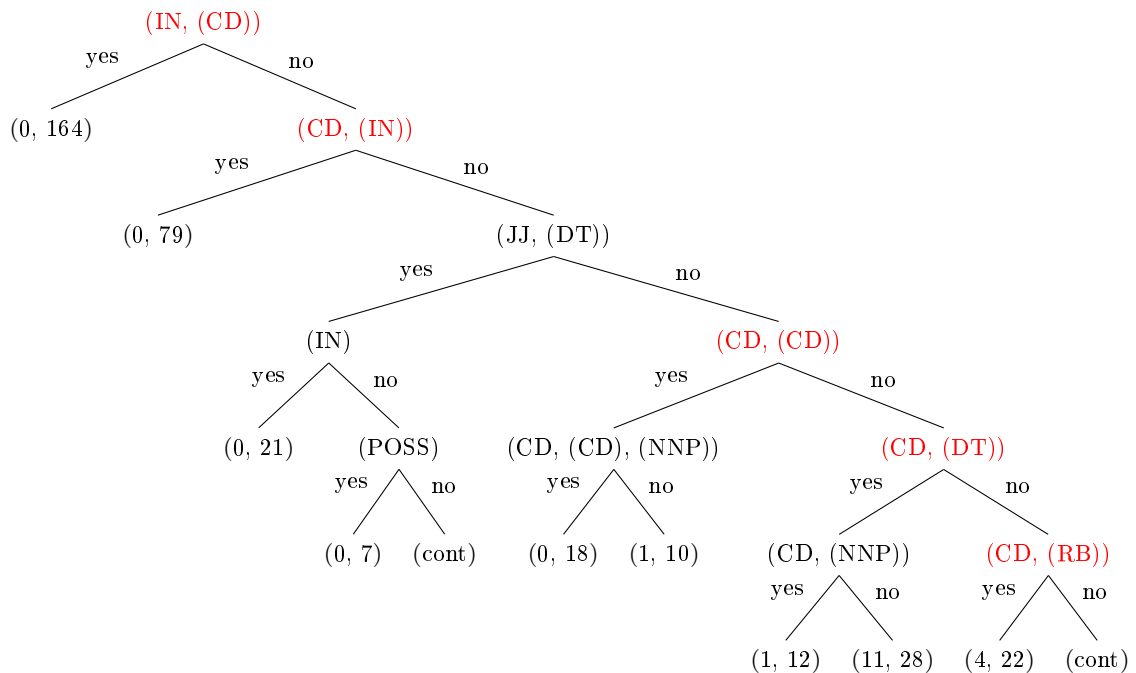 (IN, (CD))
yes
no
(0, 164)
(CD, (IN))
yes
no
(0, 79)
(JJ, (DT))
yes
no
(IN)
(CD, (CD))
yes
no
yes
no
(0, 21)
(POSS)
(CD, (CD), (NNP))
(CD, (DT))
yes
no
yes
no
yes
no
(0, 7)
(cont)
(0, 18)
(1, 10)
(CD, (NNP))
(CD, (RB))
yes
no
yes
no
(1, 12)
(11, 28)
(4, 22)
(cont)